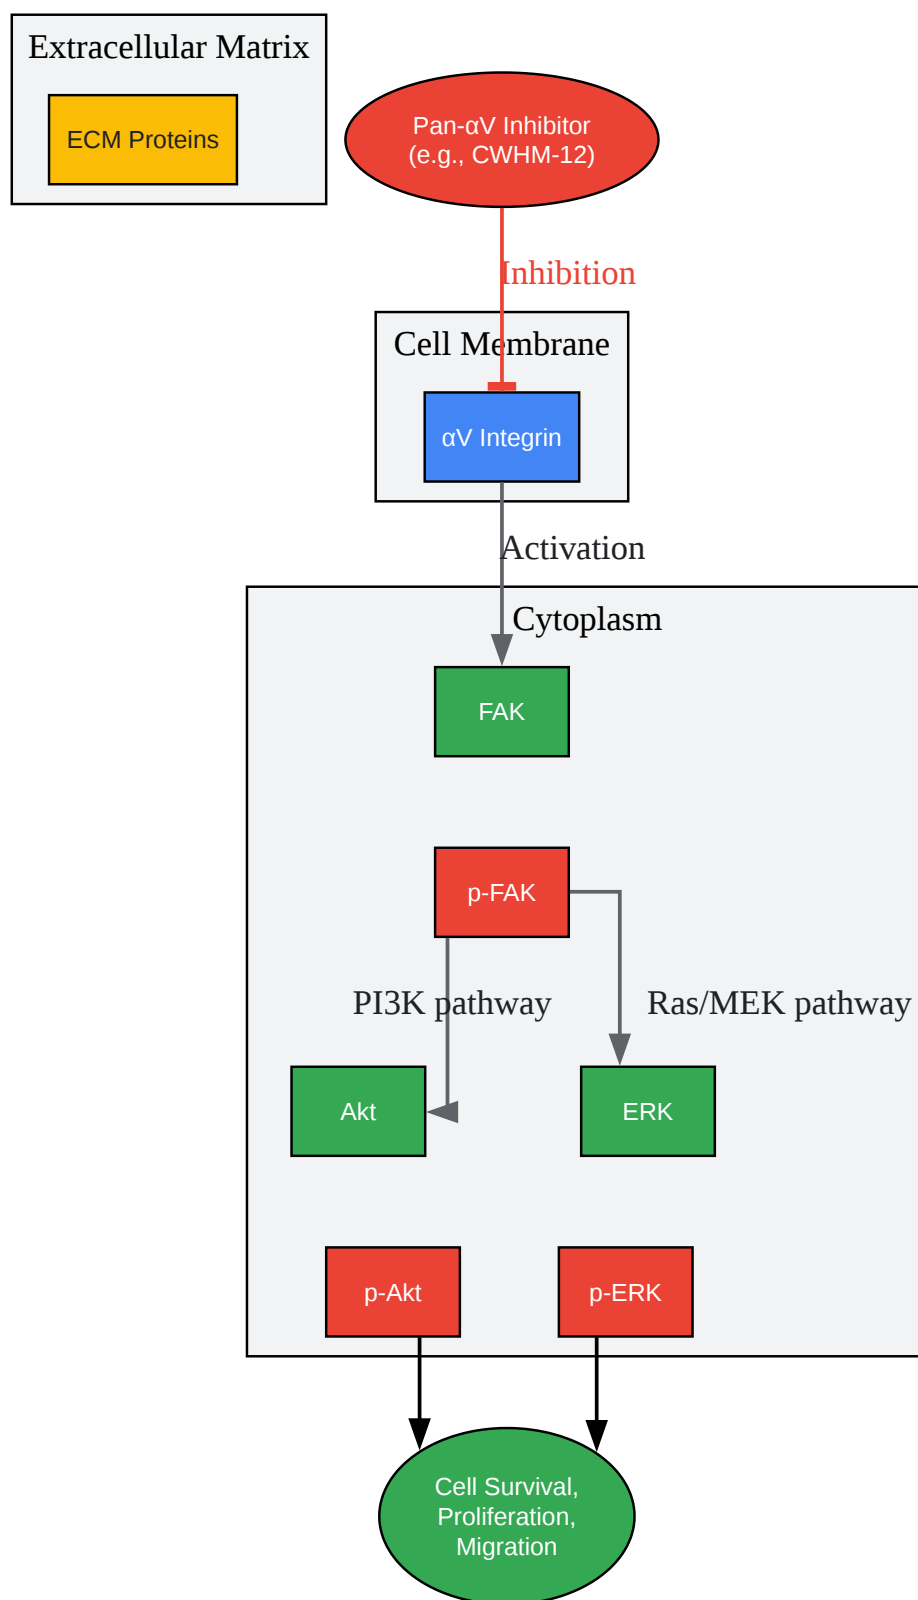 Extracellular Matrix
ECM Proteins
Pan-αV Inhibitor
(e.g., CWHM-12)
Inhibition
Cell Membrane
αV Integrin
Activation
Cytoplasm
FAK
p-FAK
PI3K pathway
Ras/MEK pathway
Akt
ERK
p-Akt
p-ERK
Cell Survival,
Proliferation,
Migration